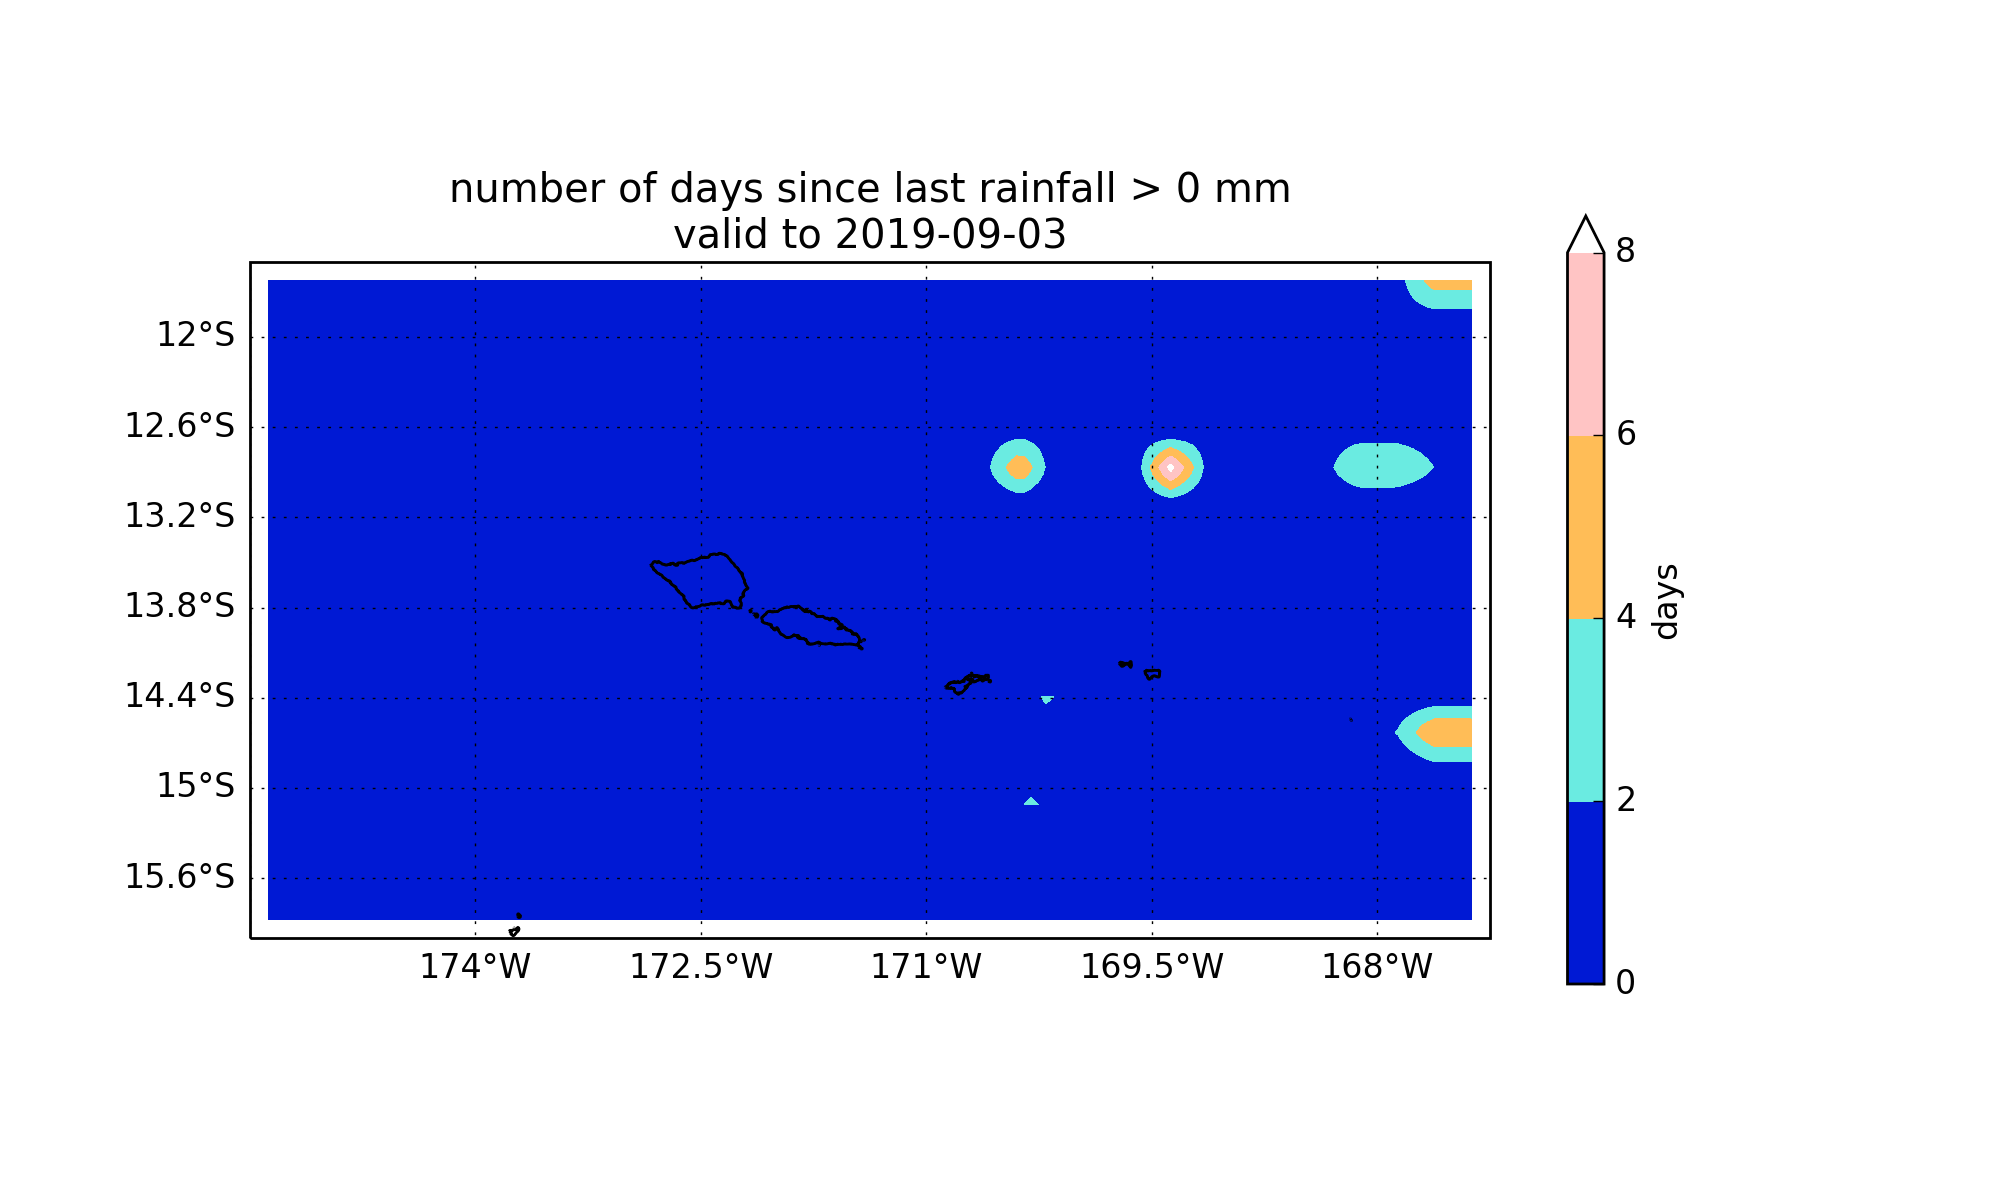 number of days since last rainfall > 0 mm
valid to 2019-09-03
12°S
12.6°S
13.2°S
13.8°S
14.4°S
15°S
15.6°S
174°W
172.5°W
171°W
169.5°W
168°W
8
6
4
2
0
days